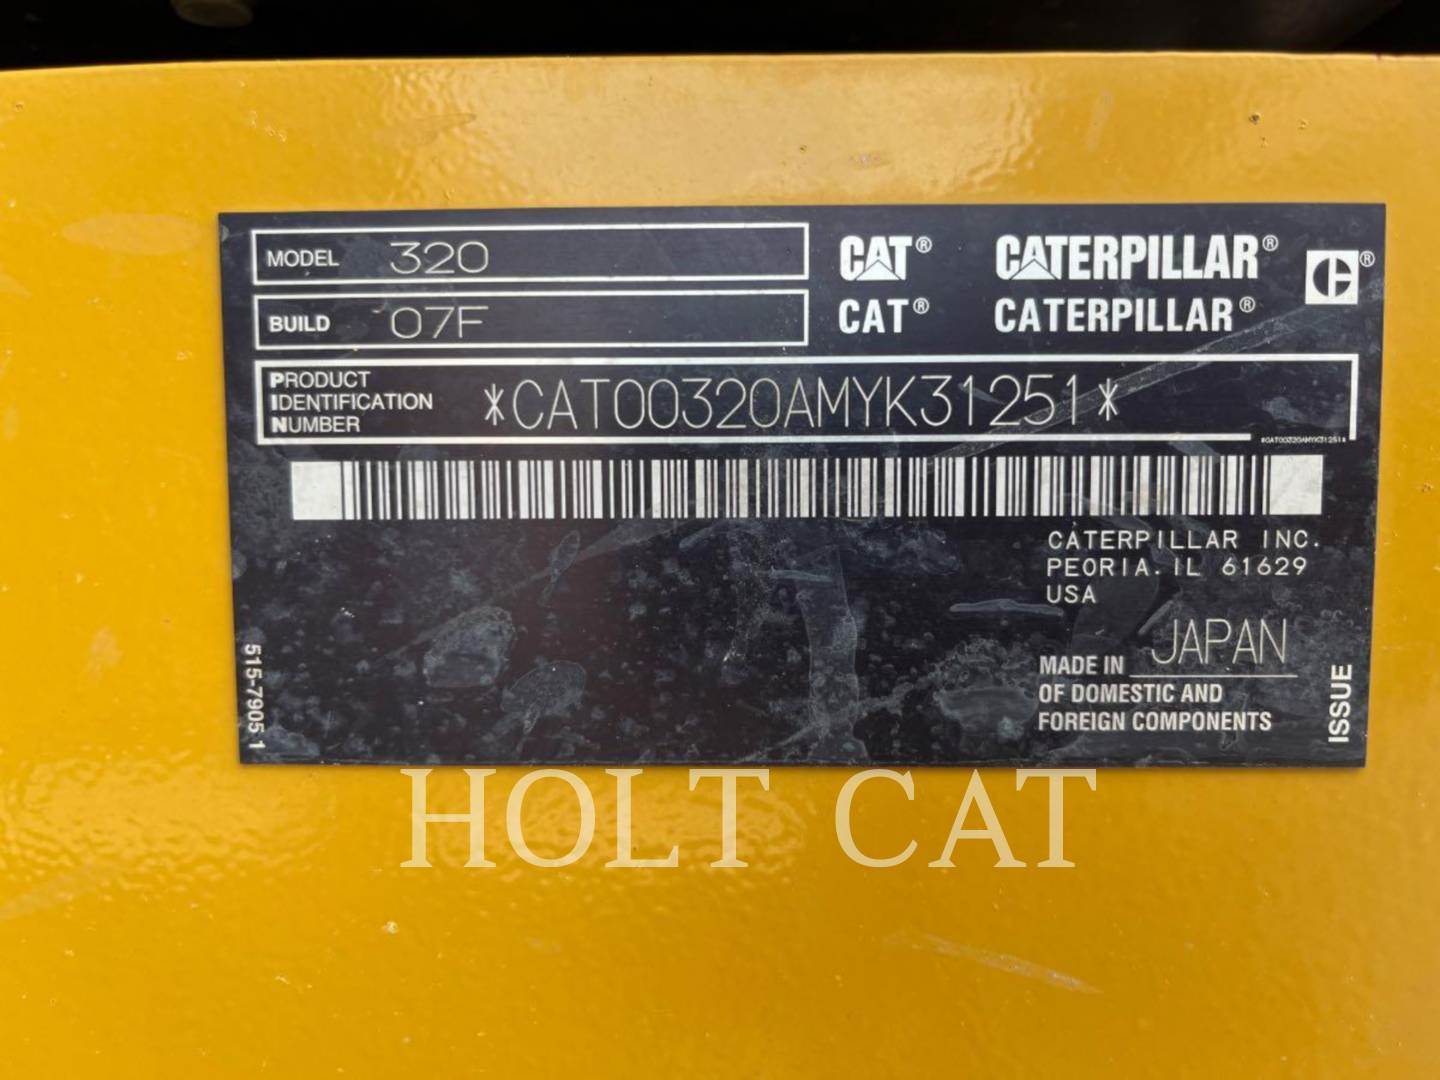 MODEL 320
CAT® CATERPILLAR®
BUILD 07F
CAT® CATERPILLAR®
PRODUCT
IDENTIFICATION
NUMBER
*CAT00320AMYK31251*
*CAT00320AMYK31251*
CATERPILLAR INC.
PEORIA. IL 61629
USA
MADE IN JAPAN
OF DOMESTIC AND
FOREIGN COMPONENTS
ISSUE
515-7905 1
HOLT CAT